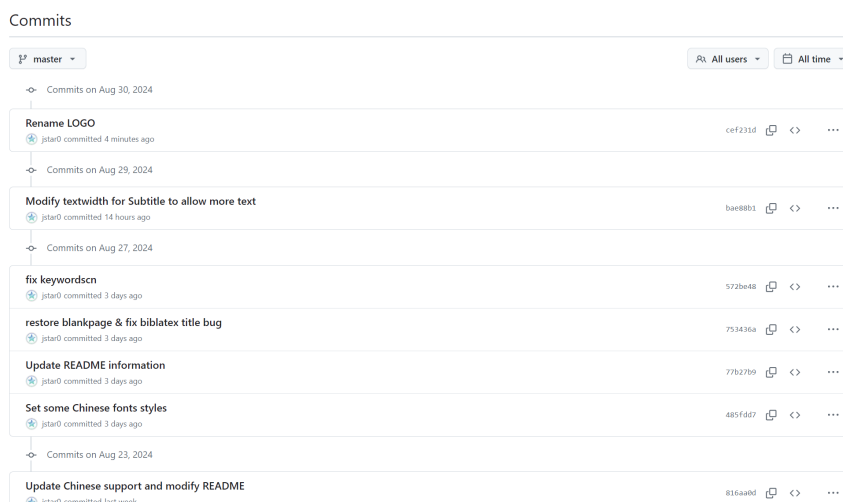 Commits
master
All users
All time
Commits on Aug 30, 2024
Rename LOGO
jstar0 committed 4 minutes ago
cef231d
Commits on Aug 29, 2024
Modify textwidth for Subtitle to allow more text
jstar0 committed 14 hours ago
bae88b1
Commits on Aug 27, 2024
fix keywordscn
jstar0 committed 3 days ago
572be48
restore blankpage & fix biblatex title bug
jstar0 committed 3 days ago
753436a
Update README information
jstar0 committed 3 days ago
77b27b9
Set some Chinese fonts styles
jstar0 committed 3 days ago
485fdd7
Commits on Aug 23, 2024
Update Chinese support and modify README
jstar0 committed last week
816aa0d